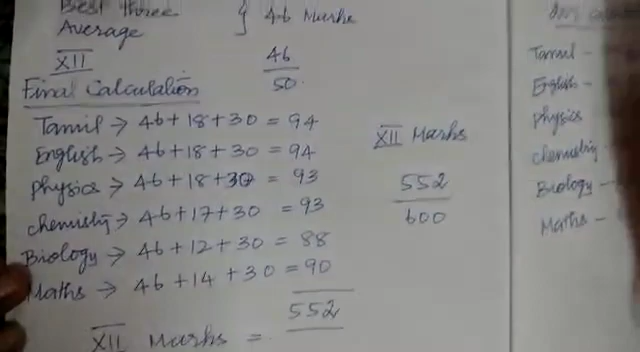 Best three
Average } 46 Marks
XII 46
50.
Final Calculation
Tamil → 46+18+30 = 94
English → 46+18+30 = 94
Physics → 46+18+30 = 93
chemistry → 46+17+30 = 93
Biology → 46+12+30 = 88
Maths → 46+14+30 = 90
552
XII Marks =
XII Marks
552
600
Tamil -
English -
physics
chemistry
Biology -
Maths -